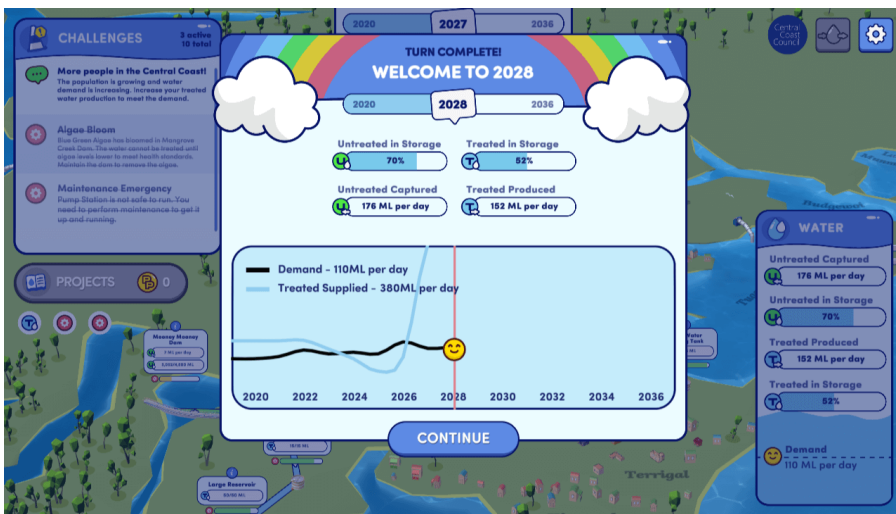 2020
2027
2036
CHALLENGES
3 active
10 total
More people in the Central Coast!
The population is growing and water
demand is increasing. Increase your treated
water production to meet the demand.
Algae Bloom
Blue Green Algae has bloomed in Mangrove
Creek Dam. The water cannot be treated until
algae levels lower to meet health standards.
Maintain the dam to remove the algae.
Maintenance Emergency
Pump Station is not safe to run. You
need to perform maintenance to get it
up and running.
PROJECTS
0
Mooney Mooney
Dam
Large Reservoir
TURN COMPLETE!
WELCOME TO 2028
2020
2028
2036
Untreated in Storage
70%
Treated in Storage
52%
Untreated Captured
176 ML per day
Treated Produced
152 ML per day
Demand - 110ML per day
Treated Supplied - 380ML per day
2020 2022 2024 2026 2028 2030 2032 2034 2036
CONTINUE
Central
Coast
Council
Budgewoi
Water
Tank
Terrigal
WATER
Untreated Captured
176 ML per day
Untreated in Storage
70%
Treated Produced
152 ML per day
Treated in Storage
52%
Demand
110 ML per day